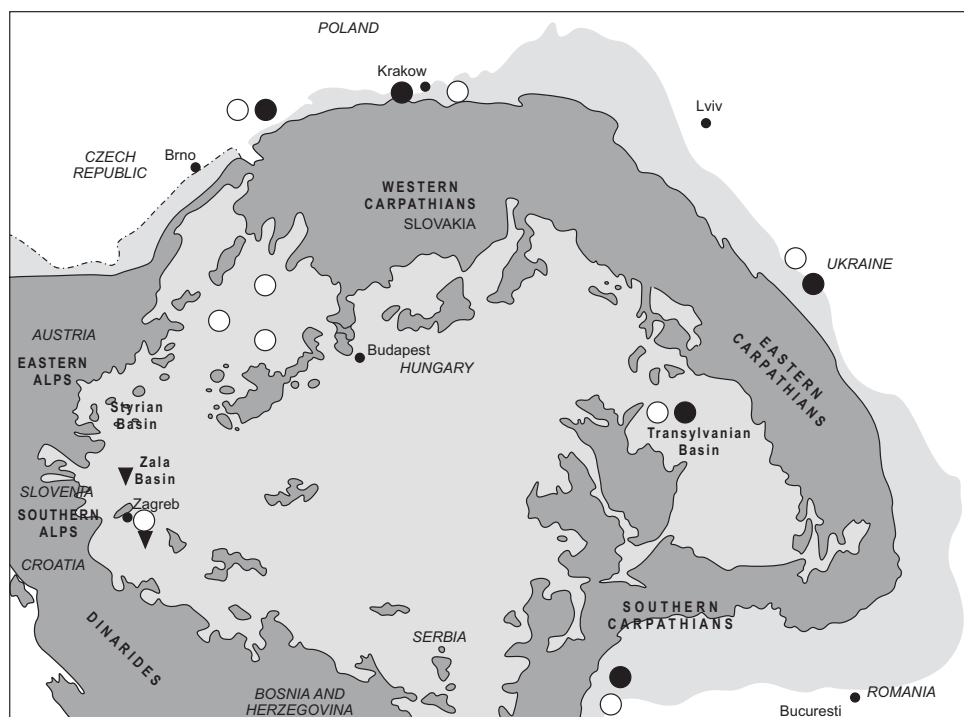 POLAND
Krakow
Lviv
CZECH
REPUBLIC
Brno
WESTERN
CARPATHIANS
SLOVAKIA
UKRAINE
AUSTRIA
EASTERN
ALPS
Budapest
HUNGARY
EASTERN
CARPATHIANS
Styrian
Basin
Transylvanian
Basin
Zala
Basin
SLOVENIA
Zagreb
SOUTHERN
ALPS
CROATIA
DINARIDES
SOUTHERN
CARPATHIANS
SERBIA
BOSNIA AND
HERZEGOVINA
ROMANIA
Bucuresti